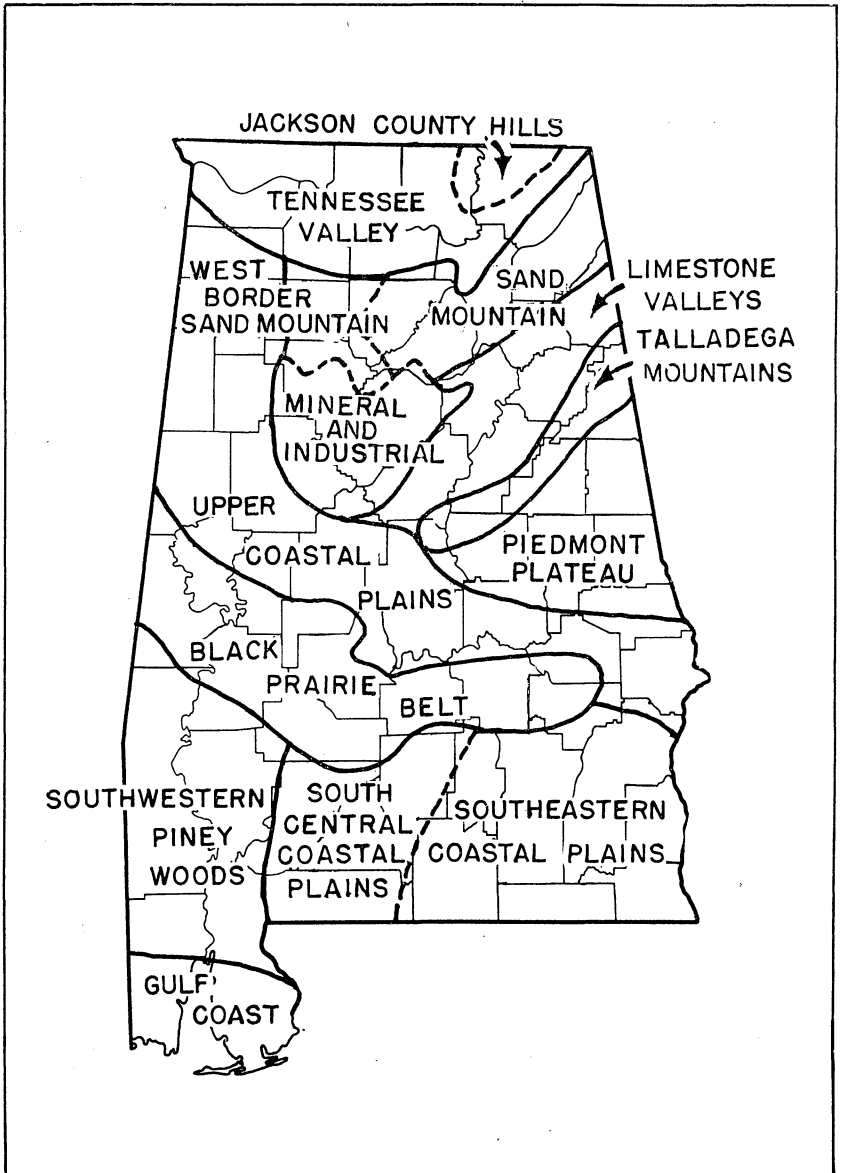 JACKSON COUNTY HILLS
TENNESSEE
VALLEY
WEST
BORDER
SAND MOUNTAIN
SAND
MOUNTAIN
LIMESTONE
VALLEYS
TALLADEGA
MOUNTAINS
MINERAL
AND
INDUSTRIAL
UPPER
COASTAL
PLAINS
PIEDMONT
PLATEAU
BLACK
PRAIRIE
BELT
SOUTHWESTERN
PINEY
WOODS
SOUTH
CENTRAL
COASTAL
PLAINS
SOUTHEASTERN
COASTAL PLAINS
GULF
COAST